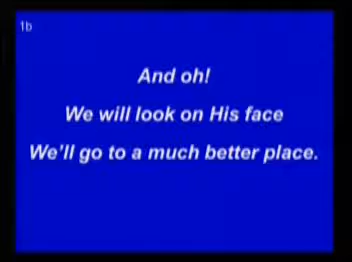 1b
And oh!
We will look on His face
We'll go to a much better place.